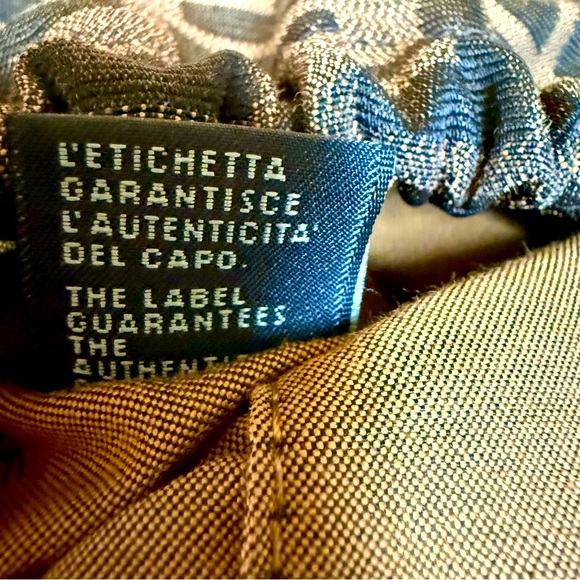 L'ETICHETTA
GARANTISCE
L'AUTENTICITA'
DEL CAPO.
THE LABEL
GUARANTEES
THE